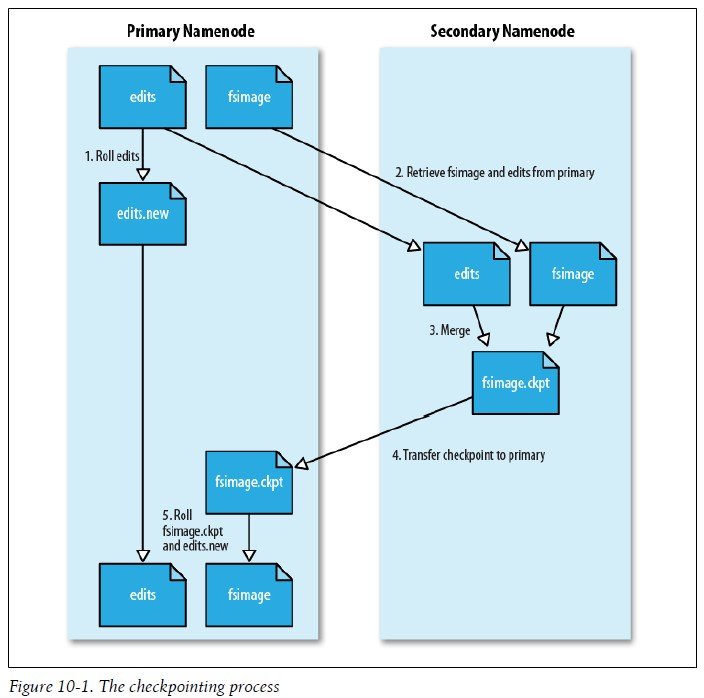 Primary Namenode
Secondary Namenode
edits
fsimage
1. Roll edits
2. Retrieve fsimage and edits from primary
edits.new
edits
fsimage
3. Merge
fsimage.ckpt
4. Transfer checkpoint to primary
fsimage.ckpt
5. Roll
fsimage.ckpt
and edits.new
edits
fsimage
Figure 10-1. The checkpointing process